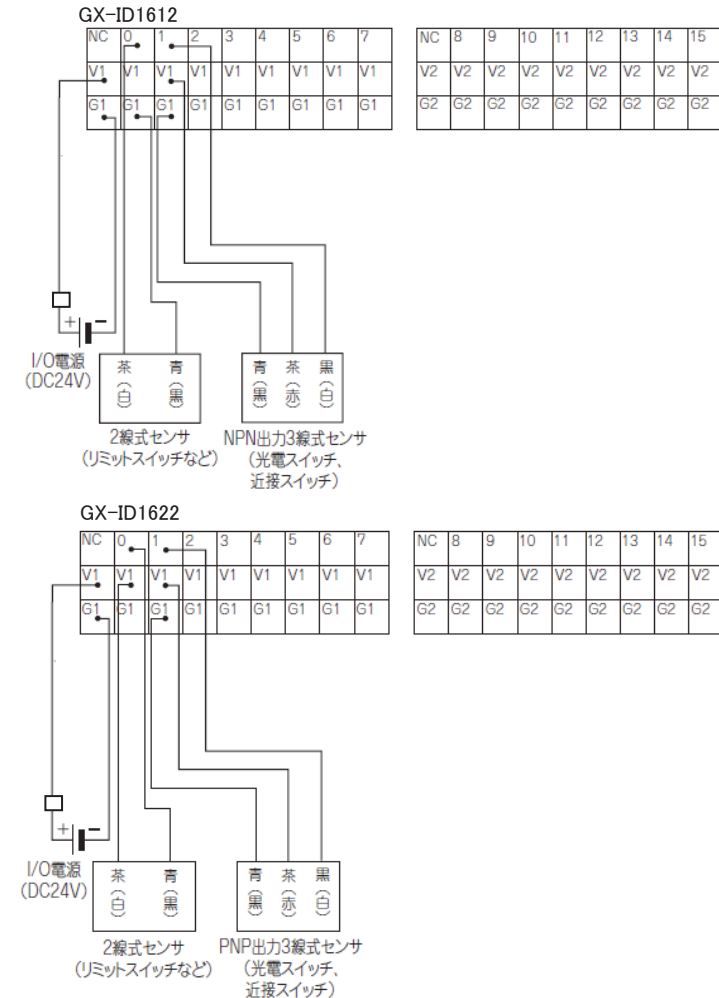 GX-ID1612
NC 0 1 2 3 4 5 6 7 NC 8 9 10 11 12 13 14 15
V1 V1 V1 V1 V1 V1 V1 V1 V1 V2 V2 V2 V2 V2 V2 V2 V2 V2
G1 G1 G1 G1 G1 G1 G1 G1 G1 G2 G2 G2 G2 G2 G2 G2 G2 G2
+ −
I/O電源
(DC24V)
茶 青 青 茶 黒
(白) (黒) (黒) (赤) (白)
2線式センサ
(リミットスイッチなど)
NPN出力3線式センサ
(光電スイッチ、
近接スイッチ)
GX-ID1622
NC 0 1 2 3 4 5 6 7 NC 8 9 10 11 12 13 14 15
V1 V1 V1 V1 V1 V1 V1 V1 V1 V2 V2 V2 V2 V2 V2 V2 V2 V2
G1 G1 G1 G1 G1 G1 G1 G1 G1 G2 G2 G2 G2 G2 G2 G2 G2 G2
+ −
I/O電源
(DC24V)
茶 青 青 茶 黒
(白) (黒) (黒) (赤) (白)
2線式センサ
(リミットスイッチなど)
PNP出力3線式センサ
(光電スイッチ、
近接スイッチ)